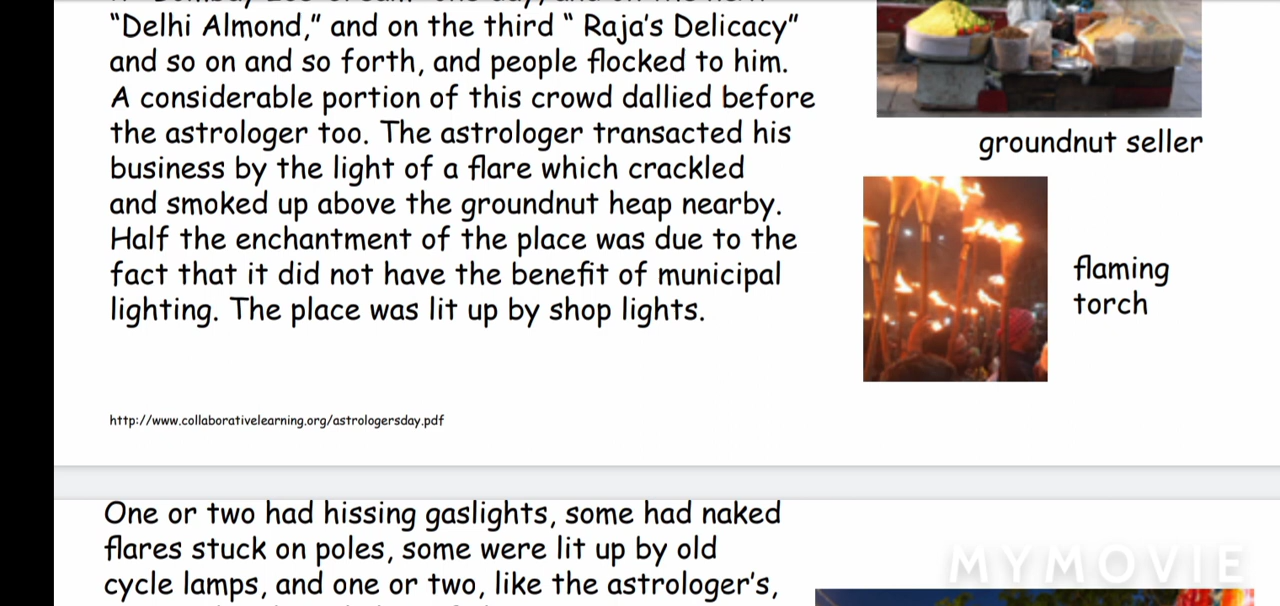 “Delhi Almond,” and on the third “ Raja’s Delicacy”
and so on and so forth, and people flocked to him.
A considerable portion of this crowd dallied before
the astrologer too. The astrologer transacted his
business by the light of a flare which crackled
and smoked up above the groundnut heap nearby.
Half the enchantment of the place was due to the
fact that it did not have the benefit of municipal
lighting. The place was lit up by shop lights.
groundnut seller
flaming
torch
http://www.collaborativelearning.org/astrologersday.pdf
One or two had hissing gaslights, some had naked
flares stuck on poles, some were lit up by old
cycle lamps, and one or two, like the astrologer’s,
MYMOVIE